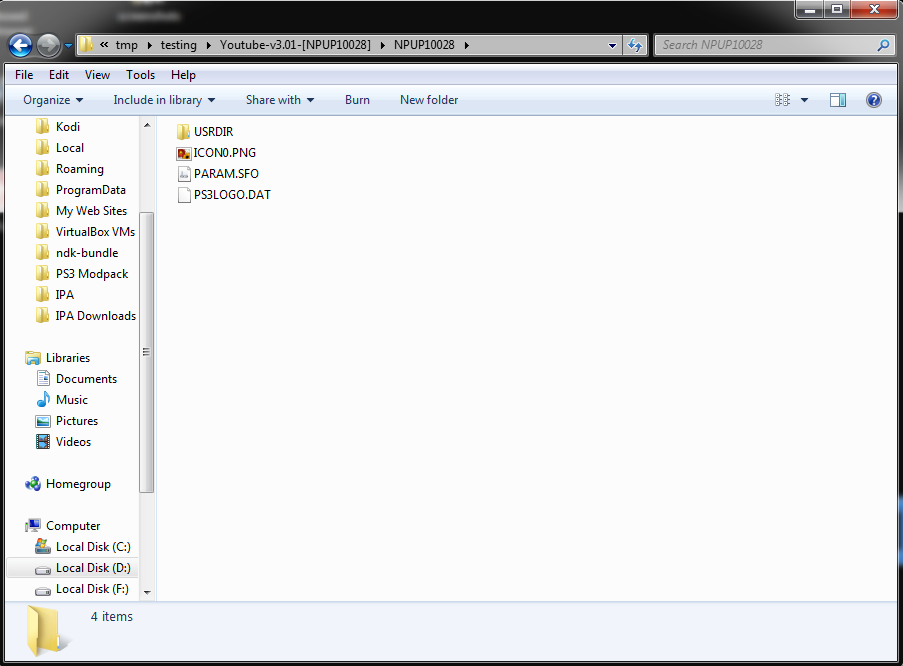 « tmp ▸ testing ▸ Youtube-v3.01-[NPUP10028] ▸ NPUP10028 ▸ Search NPUP10028
File Edit View Tools Help
Organize Include in library Share with Burn New folder
Kodi
Local
Roaming
ProgramData
My Web Sites
VirtualBox VMs
ndk-bundle
PS3 Modpack
IPA
IPA Downloads
Libraries
Documents
Music
Pictures
Videos
Homegroup
Computer
Local Disk (C:)
Local Disk (D:)
Local Disk (F:)
USRDIR
ICON0.PNG
PARAM.SFO
PS3LOGO.DAT
4 items